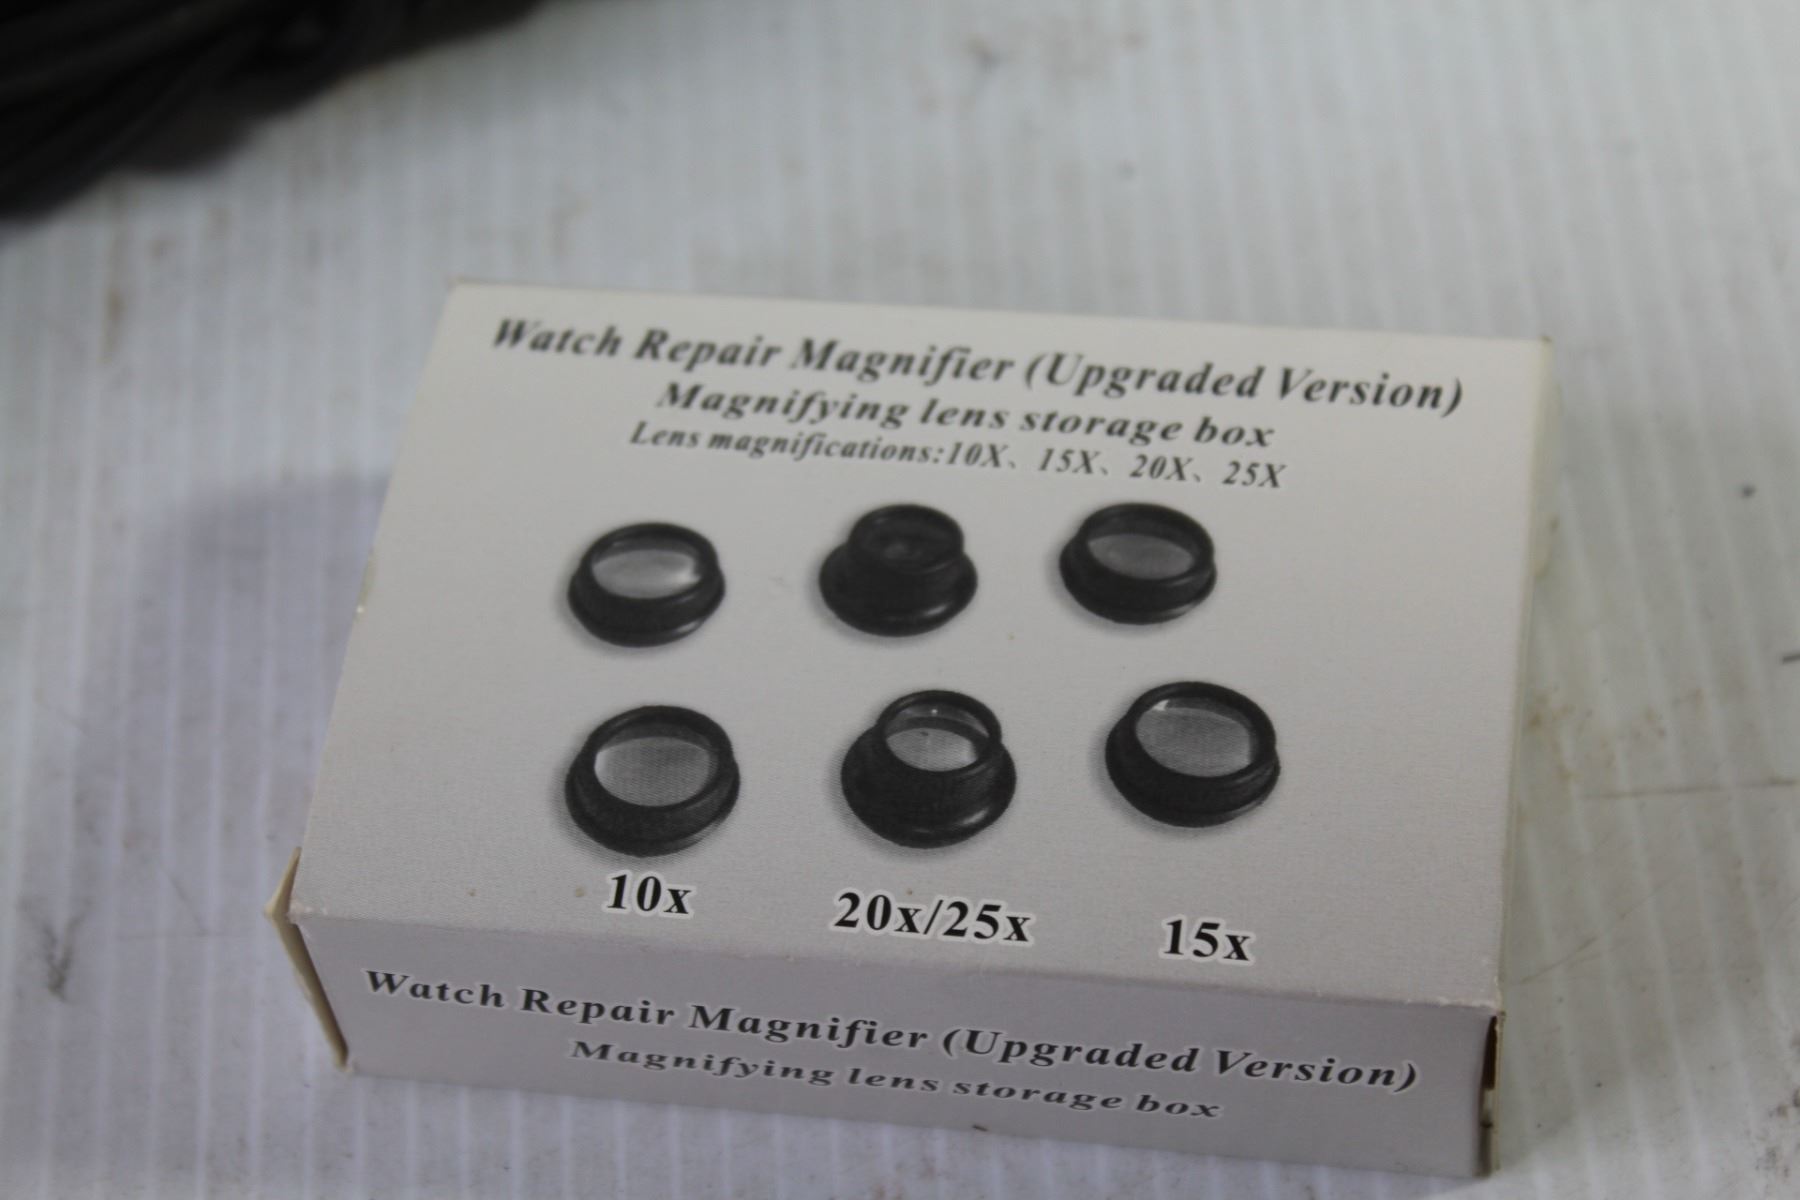 Watch Repair Magnifier (Upgraded Version)
Magnifying lens storage box
Lens magnifications:10X、15X、20X、25X
10x
20x/25x
15x
Watch Repair Magnifier (Upgraded Version)
Magnifying lens storage box